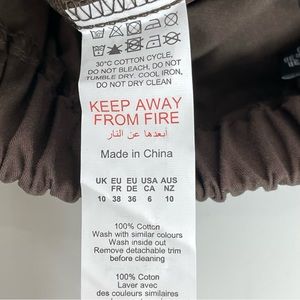 30°C COTTON CYCLE,
DO NOT BLEACH, DO NOT
TUMBLE DRY. COOL IRON,
DO NOT DRY CLEAN
KEEP AWAY
FROM FIRE
أبعدها عن النار
Made in China
UK EU EU USA AUS
FR DE CA NZ
10 38 36 6 10
100% Cotton
Wash with similar colours
Wash inside out
Remove detachable trim
before cleaning
100% Coton
Laver avec
des couleurs similaires